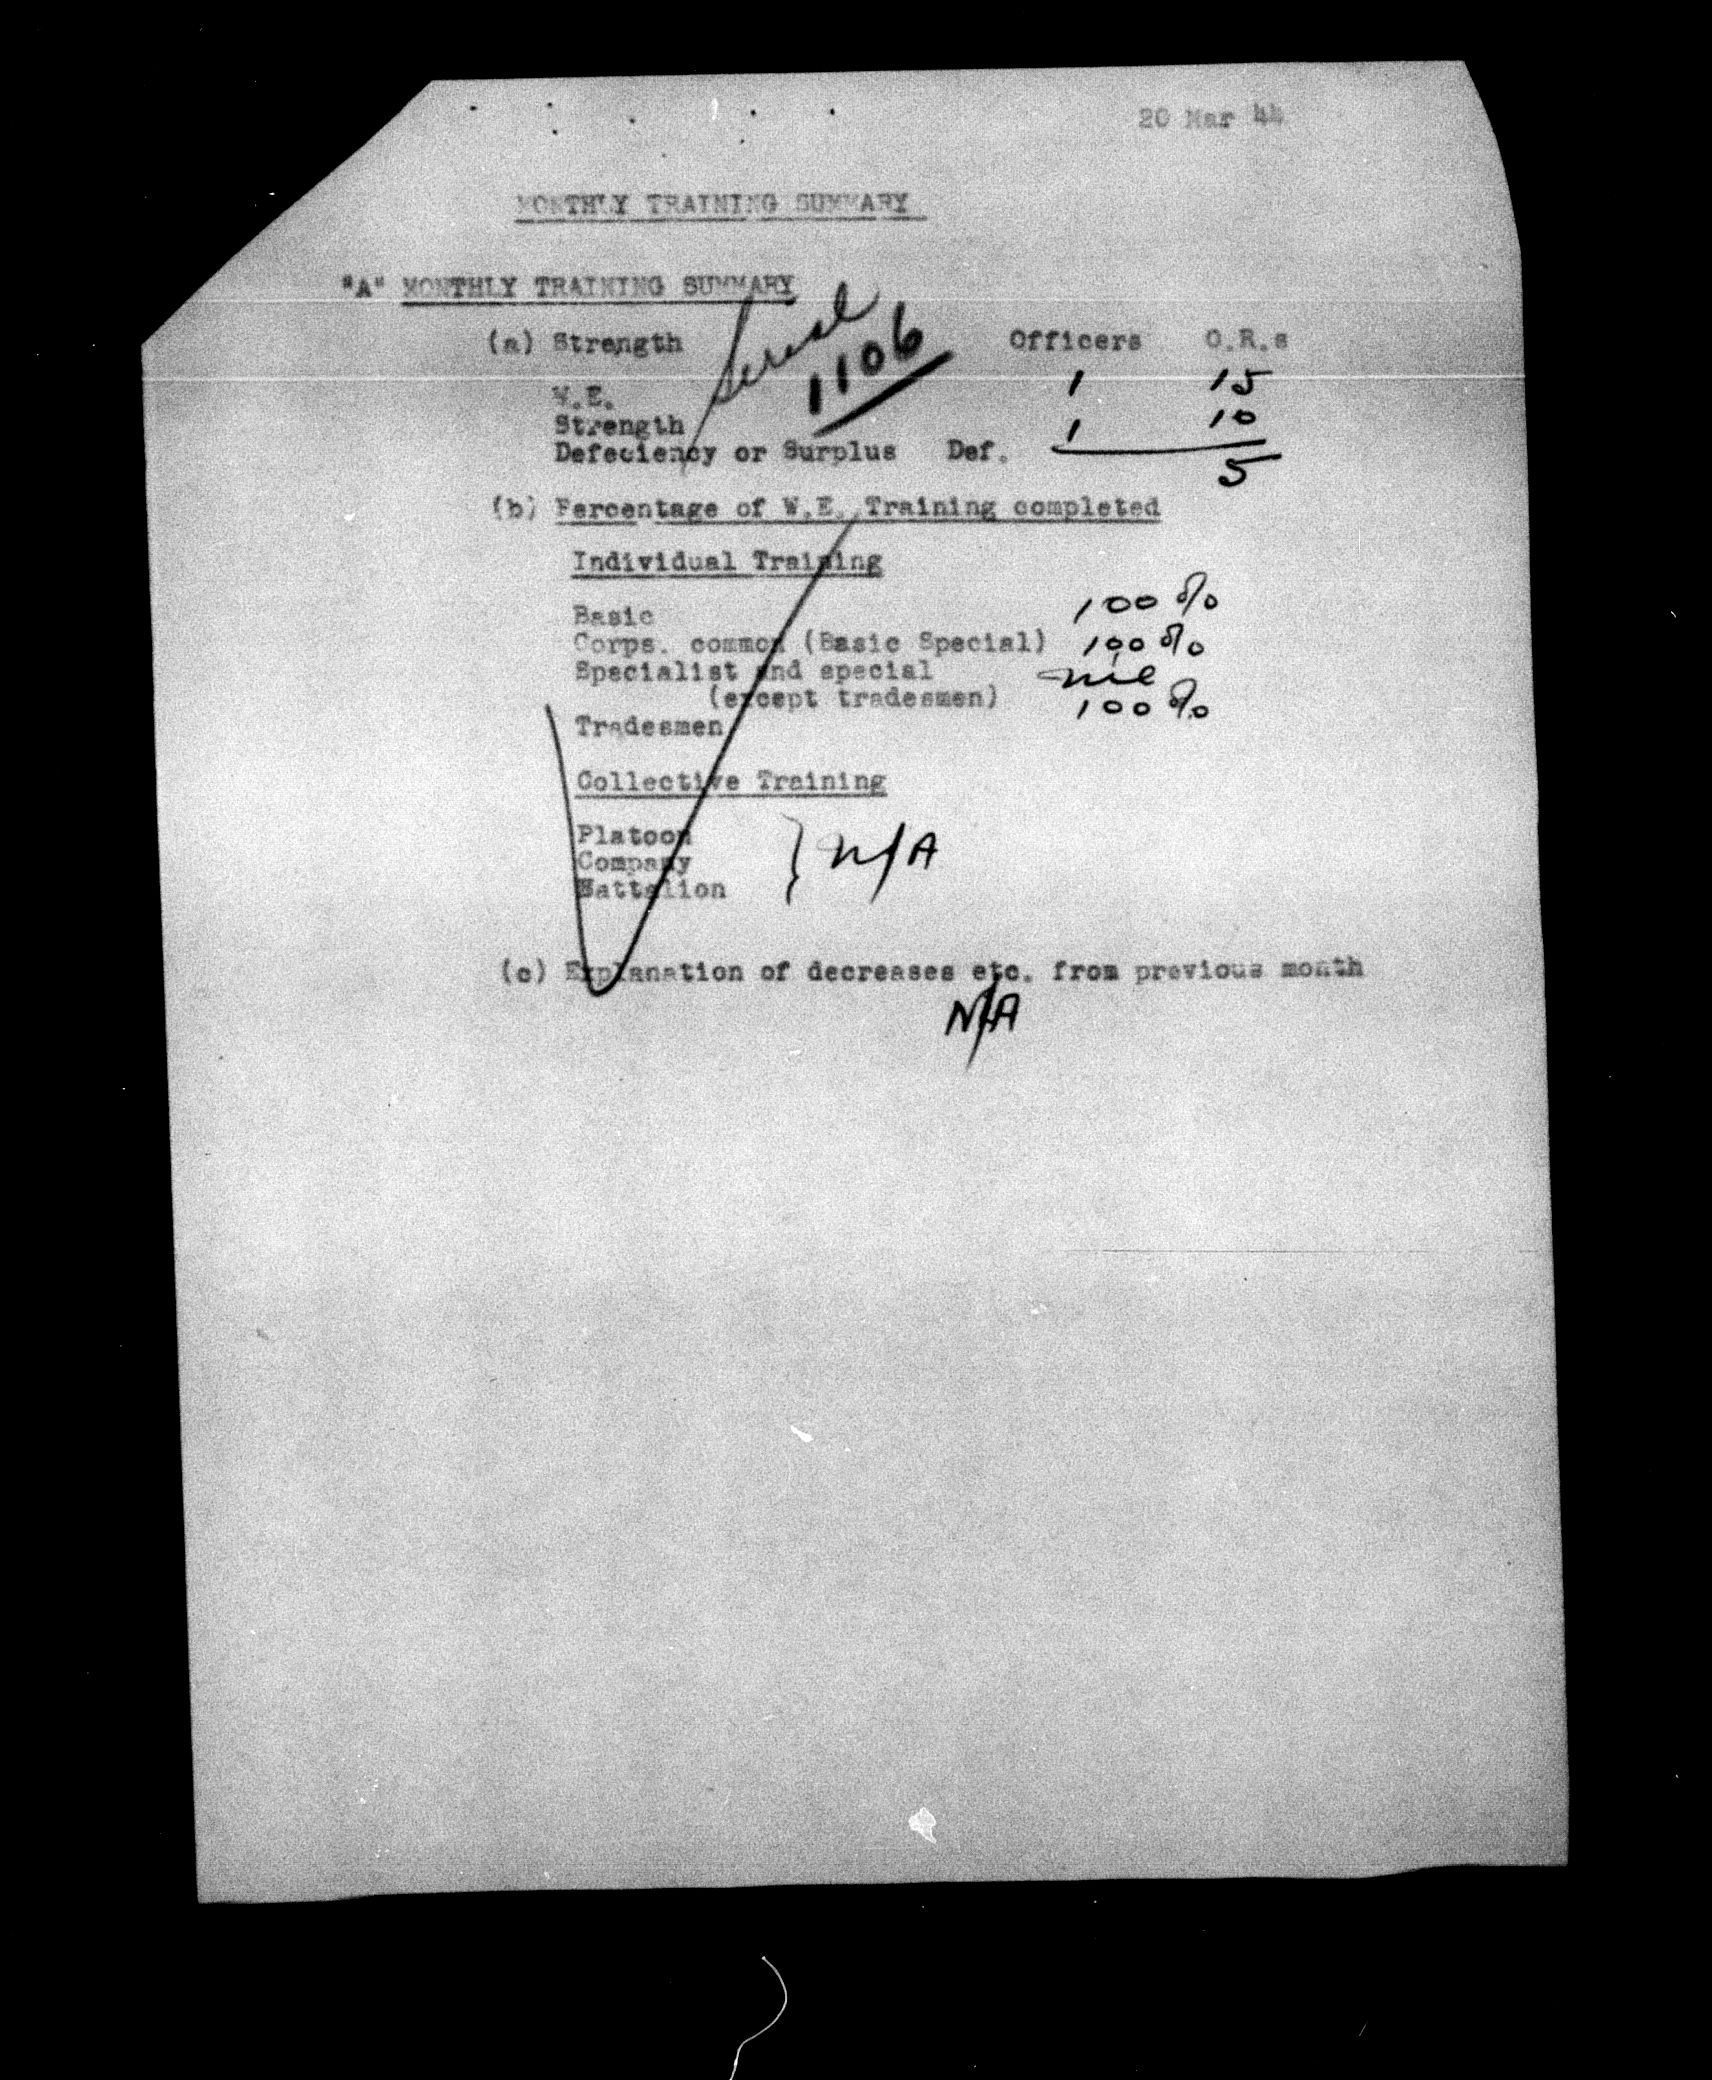 20 Mar 44
MONTHLY TRAINING SUMMARY
"A" MONTHLY TRAINING SUMMARY
Serial
1106
(a) Strength Officers O.R.s
W.E. 1 15
Strength 1 10
Defeciency or Surplus Def. 5
(b) Percentage of W.E. Training completed
Individual Training
Basic 100%
Corps. common (Basic Special) 100%
Specialist and special nil
(except tradesmen)
Tradesmen 100%
Collective Training
Platoon
Company } N/A
Battalion
(c) Explanation of decreases etc. from previous month
N/A